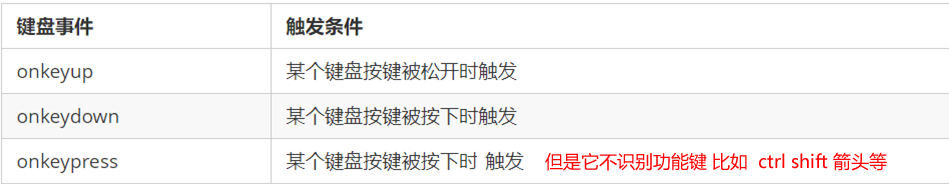 键盘事件 触发条件
onkeyup 某个键盘按键被松开时触发
onkeydown 某个键盘按键被按下时触发
onkeypress 某个键盘按键被按下时 触发 但是它不识别功能键 比如 ctrl shift 箭头等